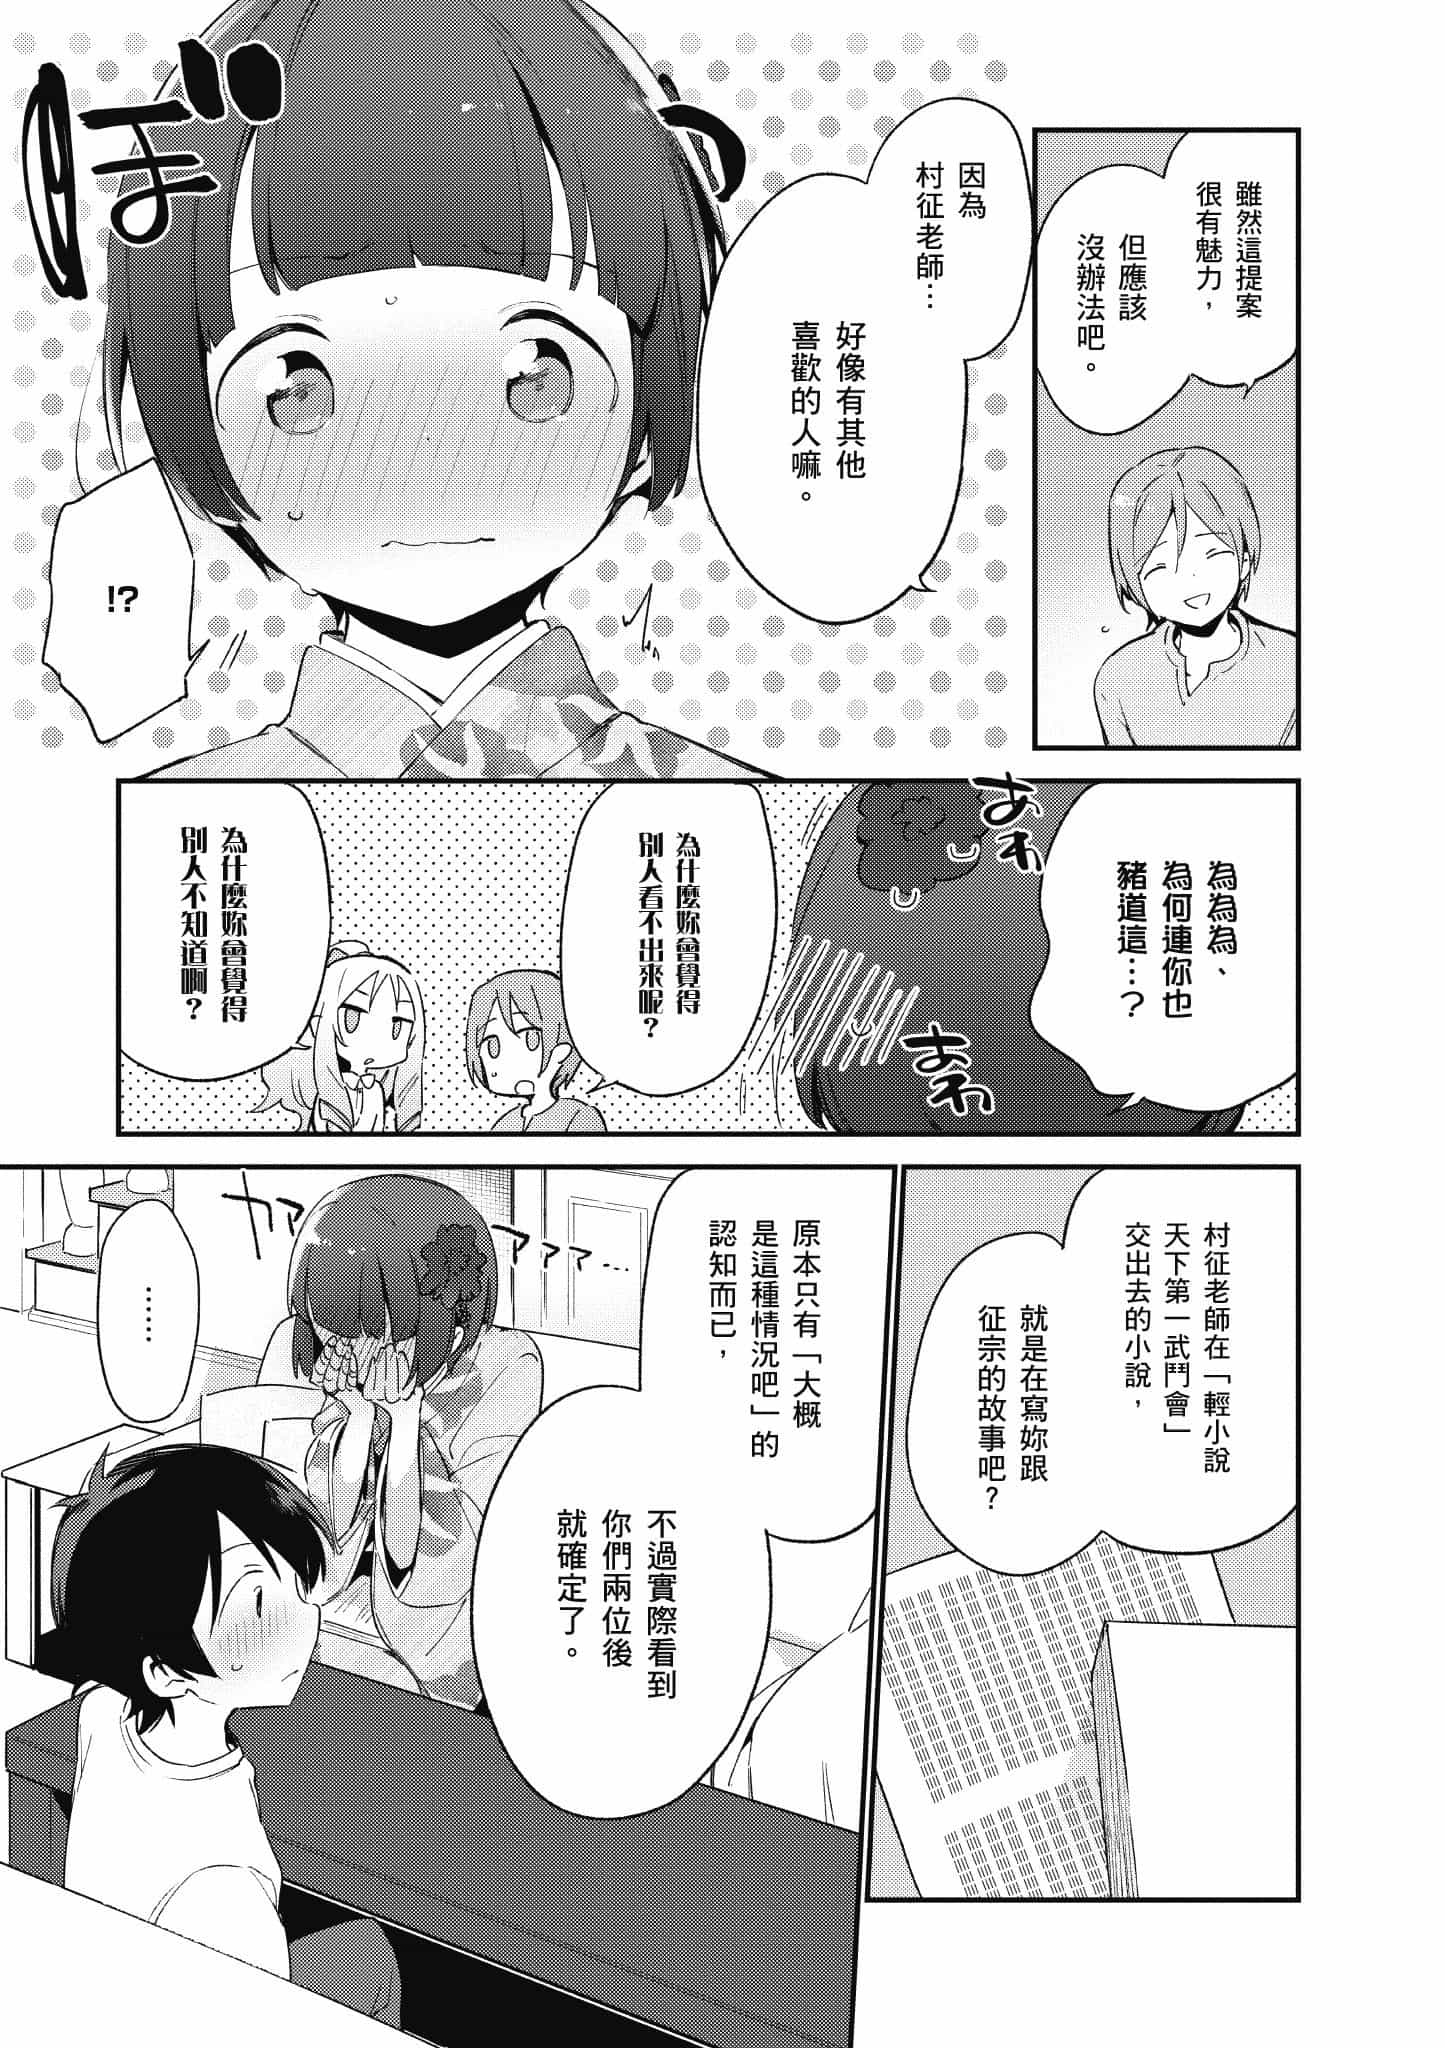 雖然這提案
很有魅力，
但應該
沒辦法吧。
因為
村征老師…
好像有其他
喜歡的人嘛。
ぼっ
!?
為為為、
為何連你也
豬道這…？
あわ
あわ
為什麼妳會覺得
別人看不出來呢？
為什麼妳會覺得
別人不知道啊？
村征老師在「輕小說
天下第一武鬥會」
交出去的小說，
就是在寫妳跟
征宗的故事吧？
原本只有「大概
是這種情況吧」的
認知而已，
不過實際看到
你們兩位後
就確定了。
カァァァァ…
……